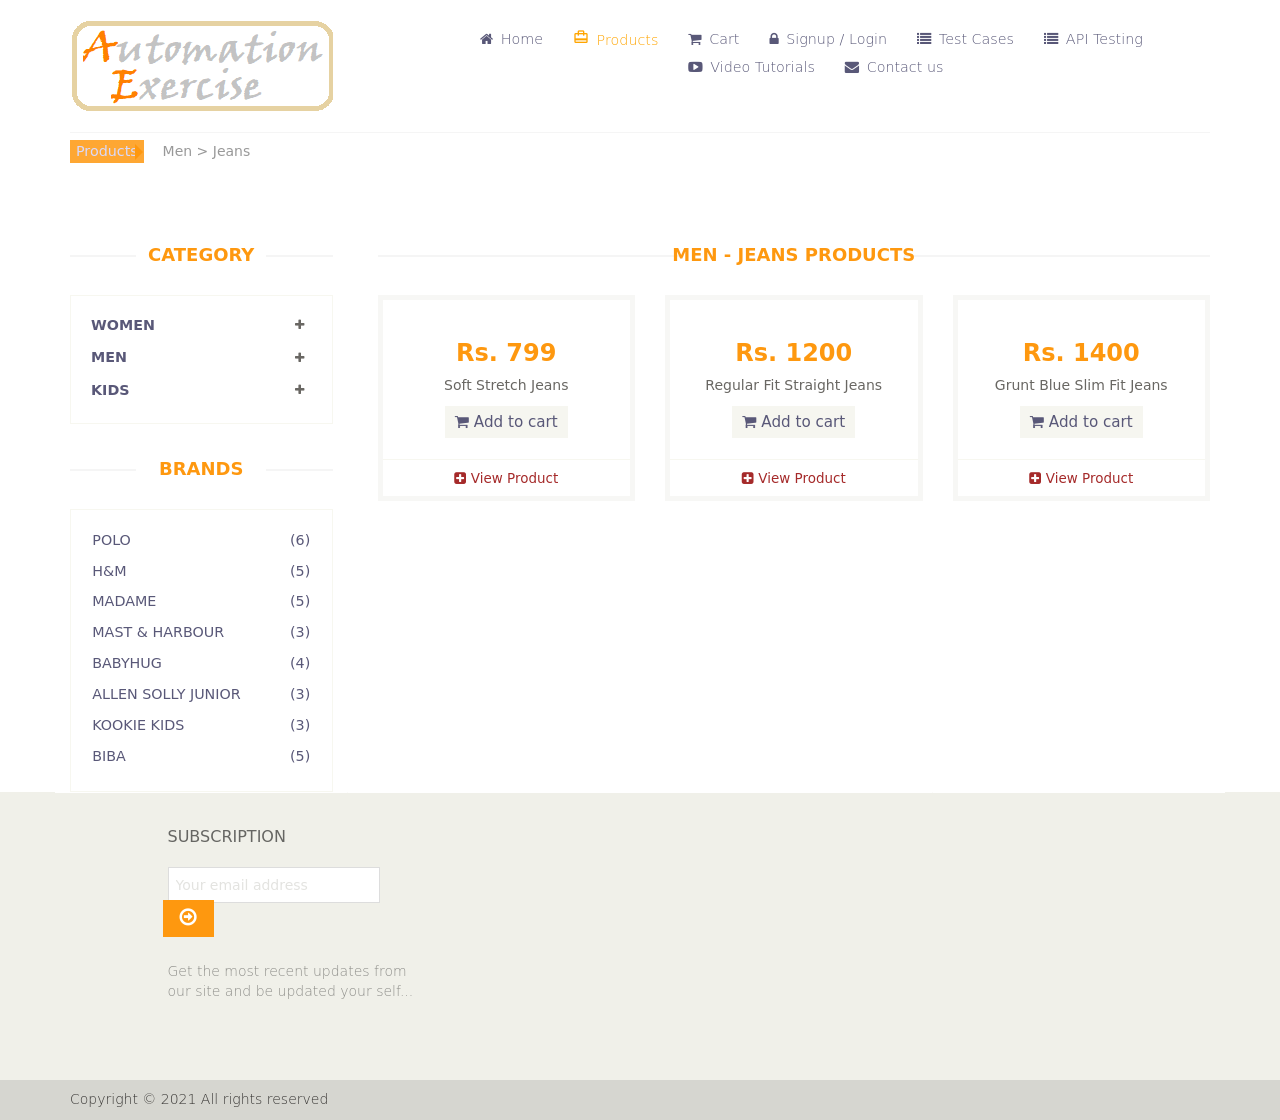 Automation
Exercise
Home
Products
Cart
Signup / Login
Test Cases
API Testing
Video Tutorials
Contact us
Products
Men > Jeans
CATEGORY
WOMEN
MEN
KIDS
BRANDS
POLO (6)
H&M (5)
MADAME (5)
MAST & HARBOUR (3)
BABYHUG (4)
ALLEN SOLLY JUNIOR (3)
KOOKIE KIDS (3)
BIBA (5)
MEN - JEANS PRODUCTS
Rs. 799
Soft Stretch Jeans
Add to cart
View Product
Rs. 1200
Regular Fit Straight Jeans
Add to cart
View Product
Rs. 1400
Grunt Blue Slim Fit Jeans
Add to cart
View Product
SUBSCRIPTION
Your email address
Get the most recent updates from
our site and be updated your self...
Copyright © 2021 All rights reserved